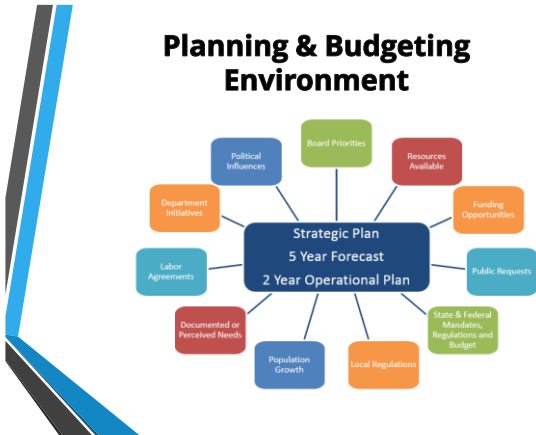 Planning & Budgeting
Environment
Board Priorities
Political
Influences
Resources
Available
Department
Initiatives
Funding
Opportunities
Strategic Plan
5 Year Forecast
2 Year Operational Plan
Labor
Agreements
Public Requests
Documented or
Perceived Needs
State & Federal
Mandates,
Regulations and
Budget
Population
Growth
Local Regulations